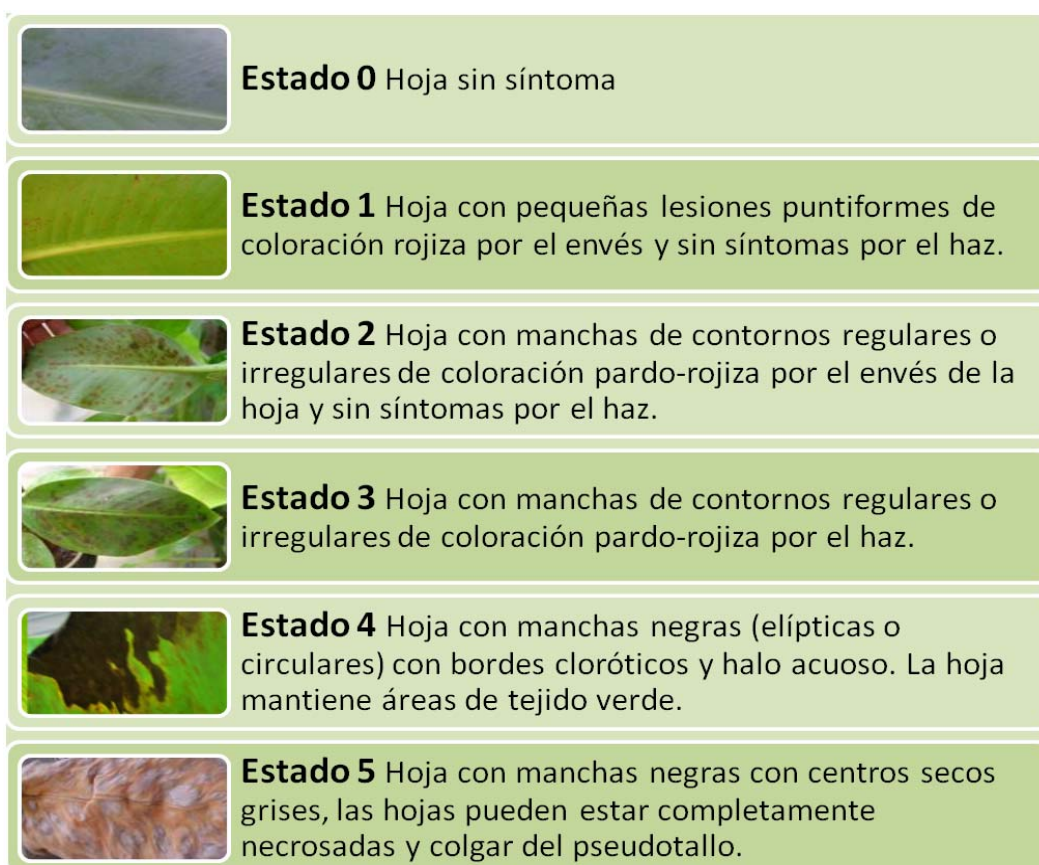 Estado 0 Hoja sin síntoma
Estado 1 Hoja con pequeñas lesiones puntiformes de
coloración rojiza por el envés y sin síntomas por el haz.
Estado 2 Hoja con manchas de contornos regulares o
irregulares de coloración pardo-rojiza por el envés de la
hoja y sin síntomas por el haz.
Estado 3 Hoja con manchas de contornos regulares o
irregulares de coloración pardo-rojiza por el haz.
Estado 4 Hoja con manchas negras (elípticas o
circulares) con bordes cloróticos y halo acuoso. La hoja
mantiene áreas de tejido verde.
Estado 5 Hoja con manchas negras con centros secos
grises, las hojas pueden estar completamente
necrosadas y colgar del pseudotallo.